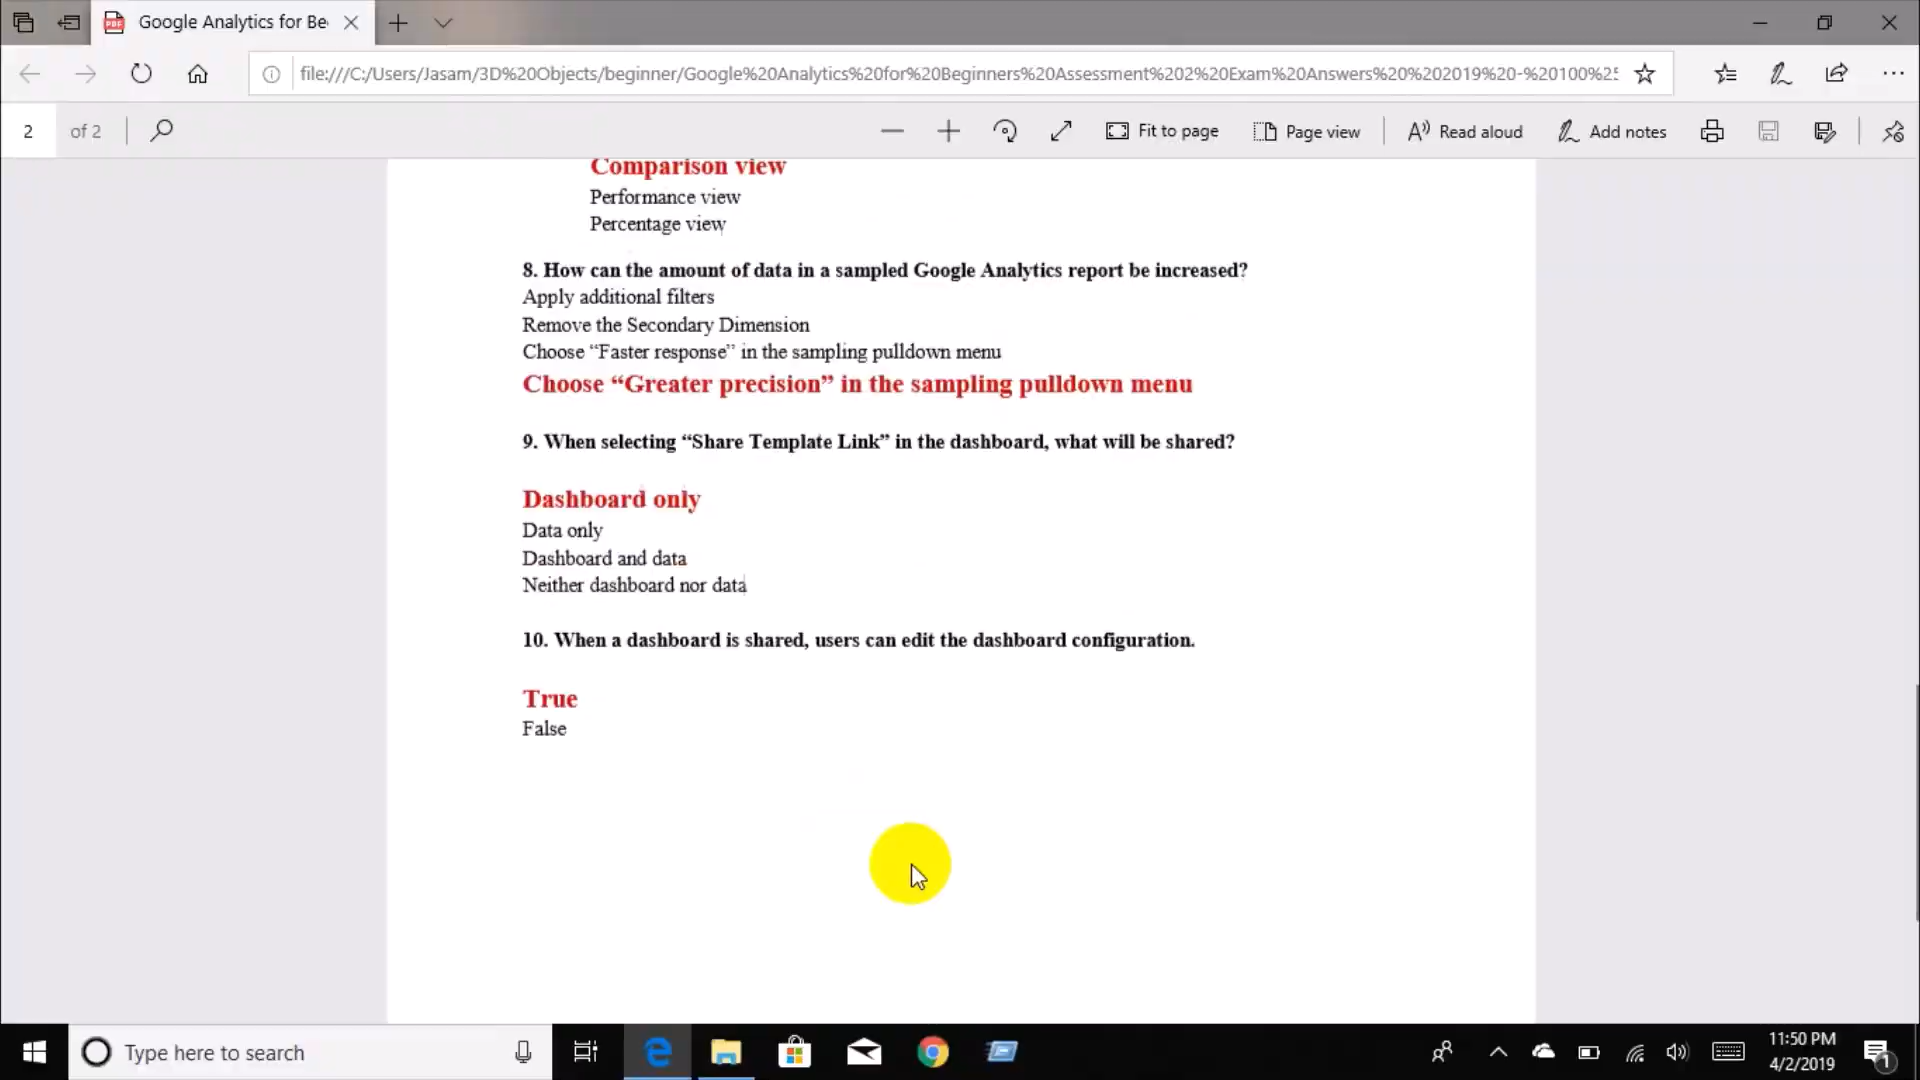 Google Analytics for Be
file:///C:/Users/Jasam/3D%20Objects/beginner/Google%20Analytics%20for%20Beginners%20Assessment%202%20Exam%20Answers%20%202019%20-%20100%25
2 of 2
Fit to page
Page view
Read aloud
Add notes
Comparison view
Performance view
Percentage view
8. How can the amount of data in a sampled Google Analytics report be increased?
Apply additional filters
Remove the Secondary Dimension
Choose “Faster response” in the sampling pulldown menu
Choose “Greater precision” in the sampling pulldown menu
9. When selecting “Share Template Link” in the dashboard, what will be shared?
Dashboard only
Data only
Dashboard and data
Neither dashboard nor data
10. When a dashboard is shared, users can edit the dashboard configuration.
True
False
Type here to search
11:50 PM
4/2/2019
1